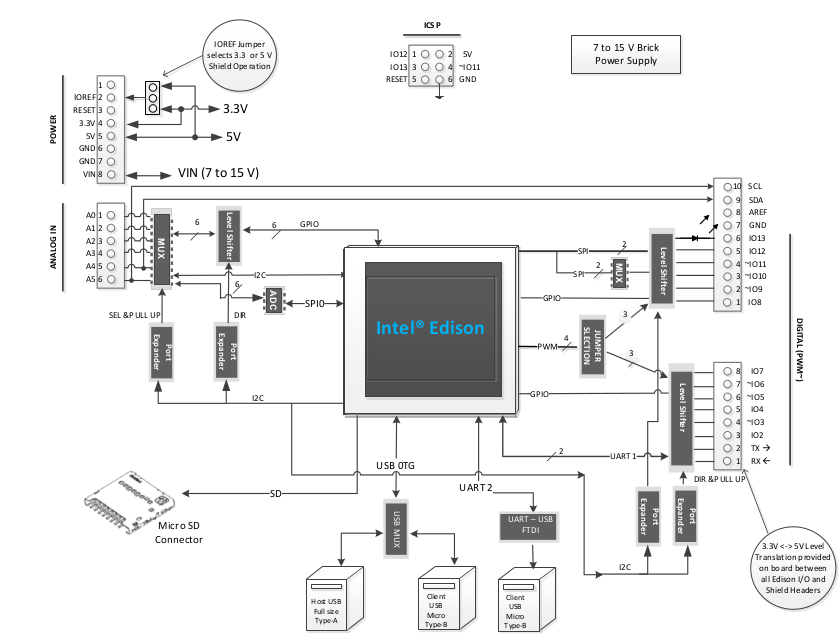 ICS P
IO12 1 2 5V
IO13 3 4 ~IO11
RESET 5 6 GND
7 to 15 V Brick
Power Supply
IOREF Jumper
selects 3.3 or 5 V
Shield Operation
POWER
1
IOREF 2
RESET 3
3.3V 4
5V 5
GND 6
GND 7
VIN 8
3.3V
5V
VIN (7 to 15 V)
ANALOG IN
A0 1
A1 2
A2 3
A3 4
A4 5
A5 6
MUX
6
Level Shifter
6
GPIO
I2C
6
ADC
SPI0
SEL &PULL UP
DIR
Port
Expander
Port
Expander
I2C
Intel® Edison
SPI
2
SPI
2
MUX
Level Shifter
GPIO
PWM
4
JUMPER
SLECTION
3
3
GPIO
Level Shifter
UART 1
2
10 SCL
9 SDA
8 AREF
7 GND
6 IO13
5 IO12
4 ~IO11
3 ~IO10
2 ~IO9
1 IO8
DIGITAL (PWM~)
8 IO7
7 ~IO6
6 ~IO5
5 IO4
4 ~IO3
3 IO2
2 TX →
1 RX ←
DIR &PULL UP
Port
Expander
Port
Expander
I2C
3.3V <-> 5V Level
Translation provided
on board between
all Edison I/O and
Shield Headers
SD
Micro SD
Connector
USB 0TG
UART 2
USB MUX
UART – USB
FTDI
Host USB
Full size
Type-A
Client
USB
Micro
Type-B
Client
USB
Micro
Type-B